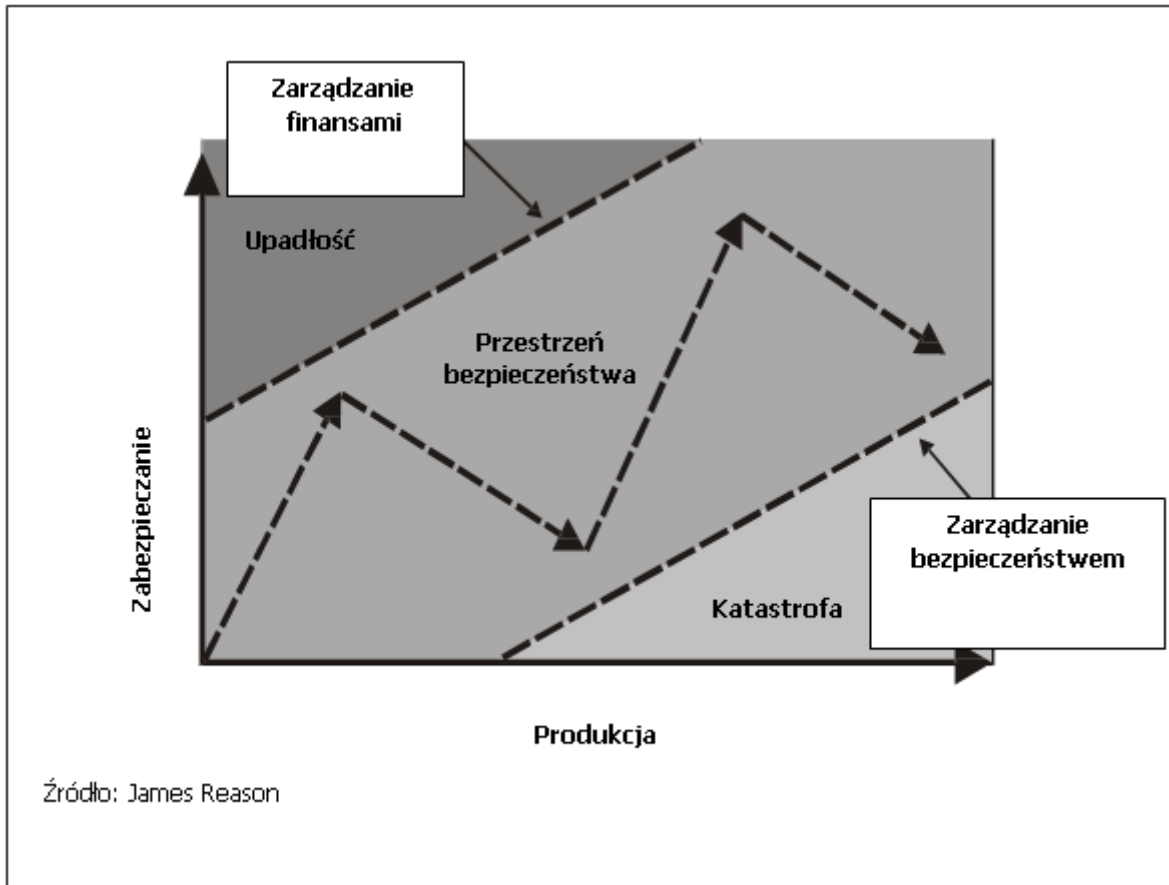 Zarządzanie
finansami
Upadłość
Przestrzeń
bezpieczeństwa
Zabezpieczanie
Zarządzanie
bezpieczeństwem
Katastrofa
Produkcja
Źródło: James Reason